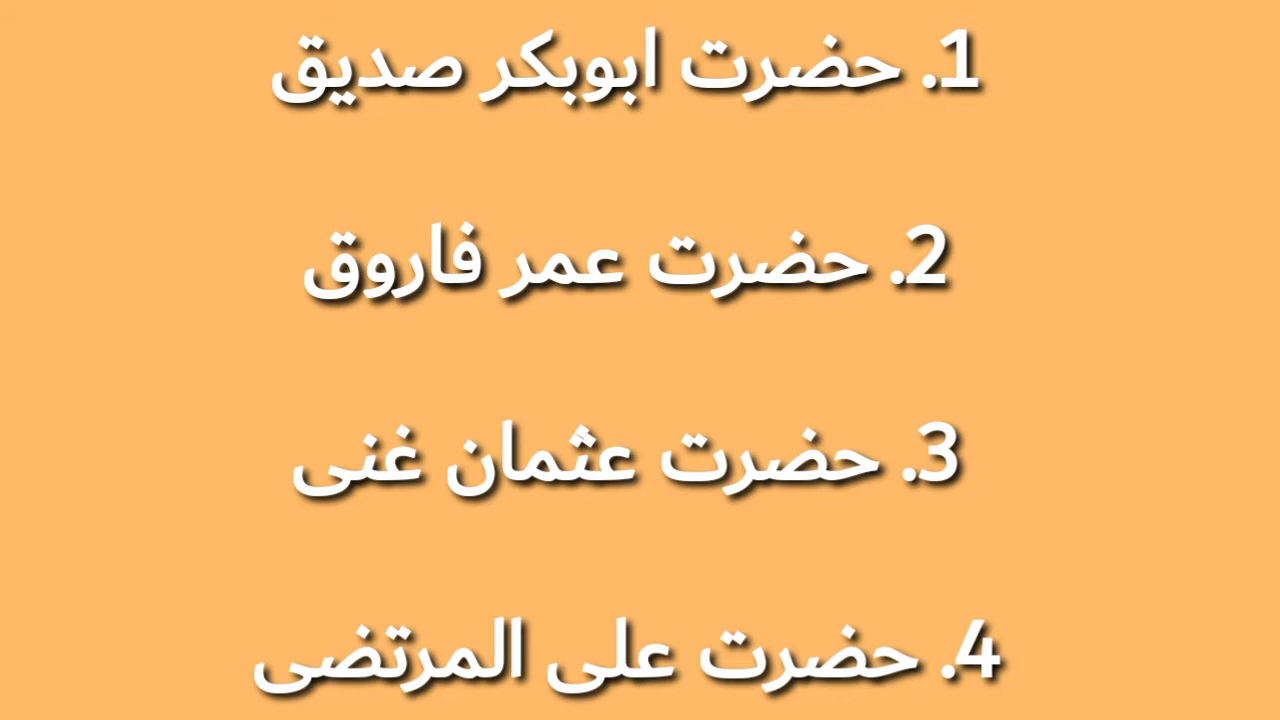 1. حضرت ابوبکر صدیق
2. حضرت عمر فاروق
3. حضرت عثمان غنی
4. حضرت علی المرتضی